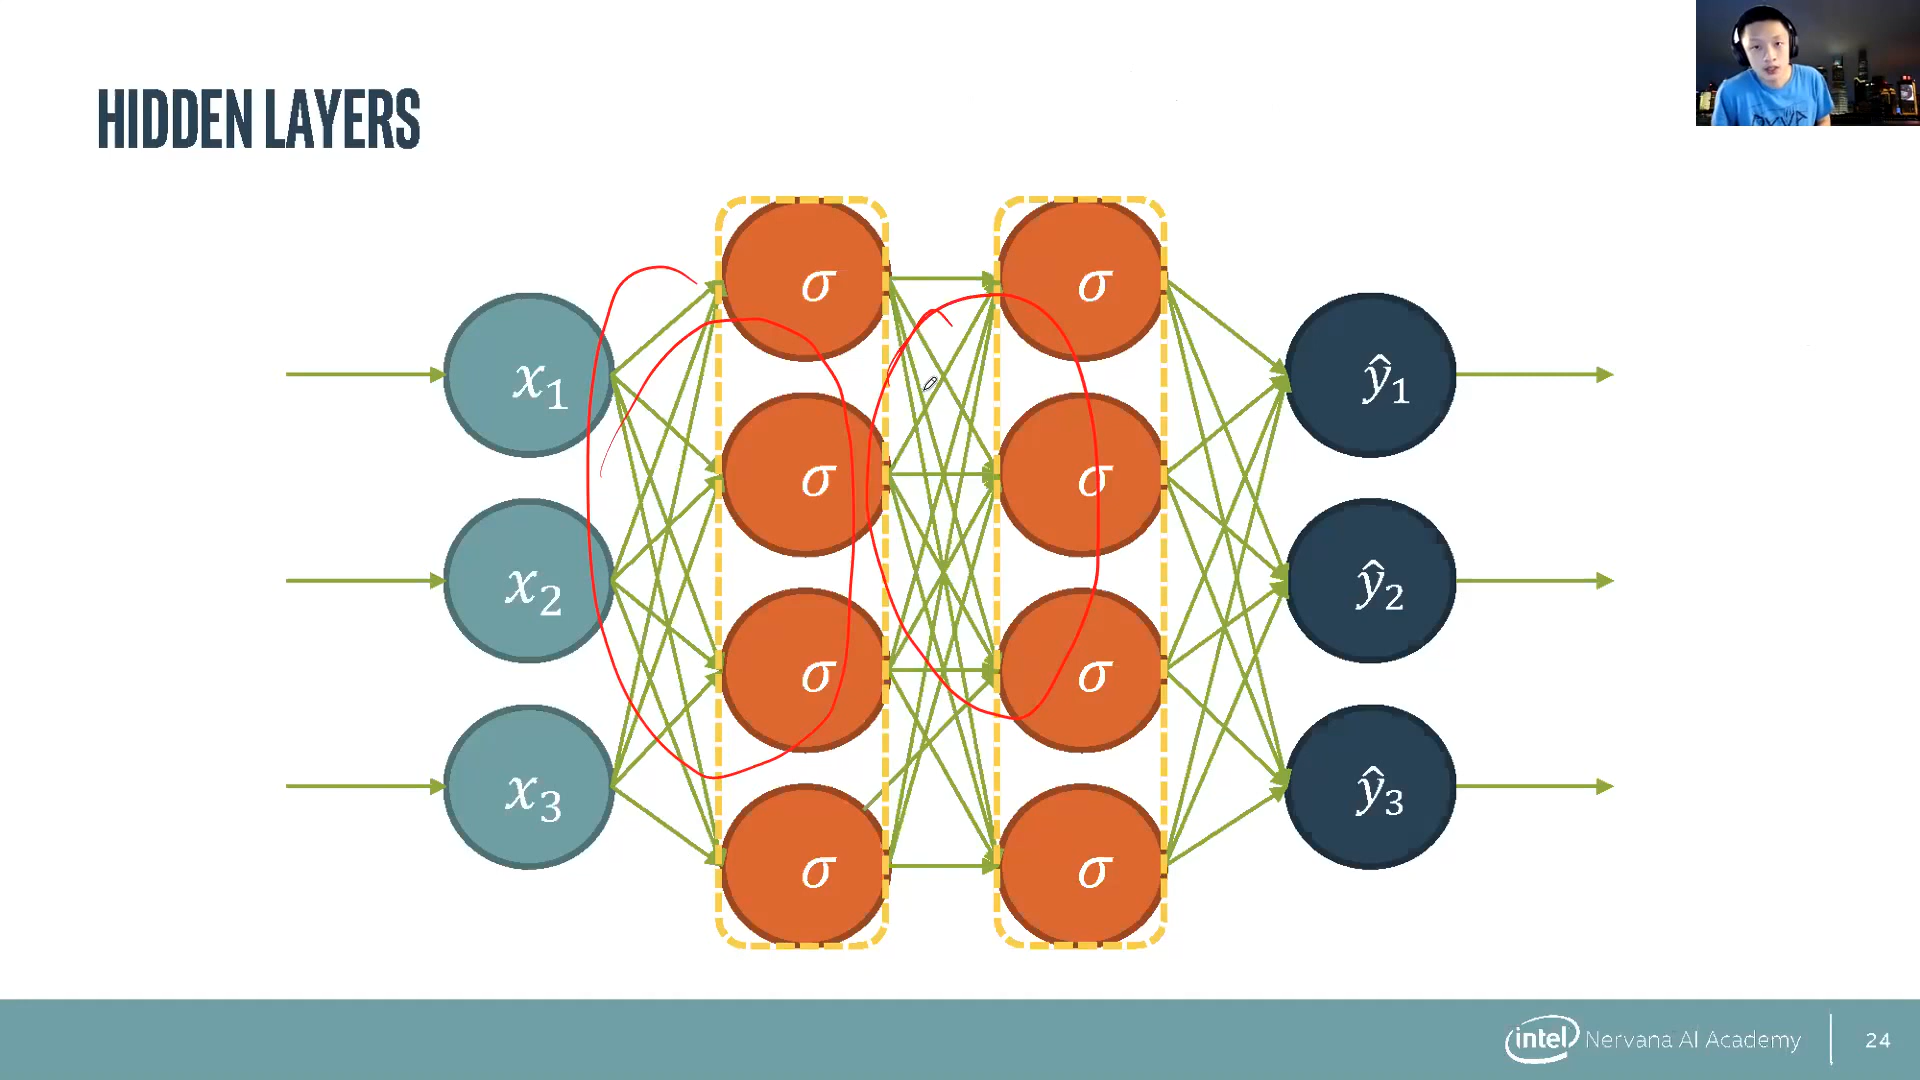 HIDDEN LAYERS
σ σ
x₁ ŷ₁
σ σ
x₂ ŷ₂
σ σ
x₃ ŷ₃
σ σ
intel Nervana AI Academy 24